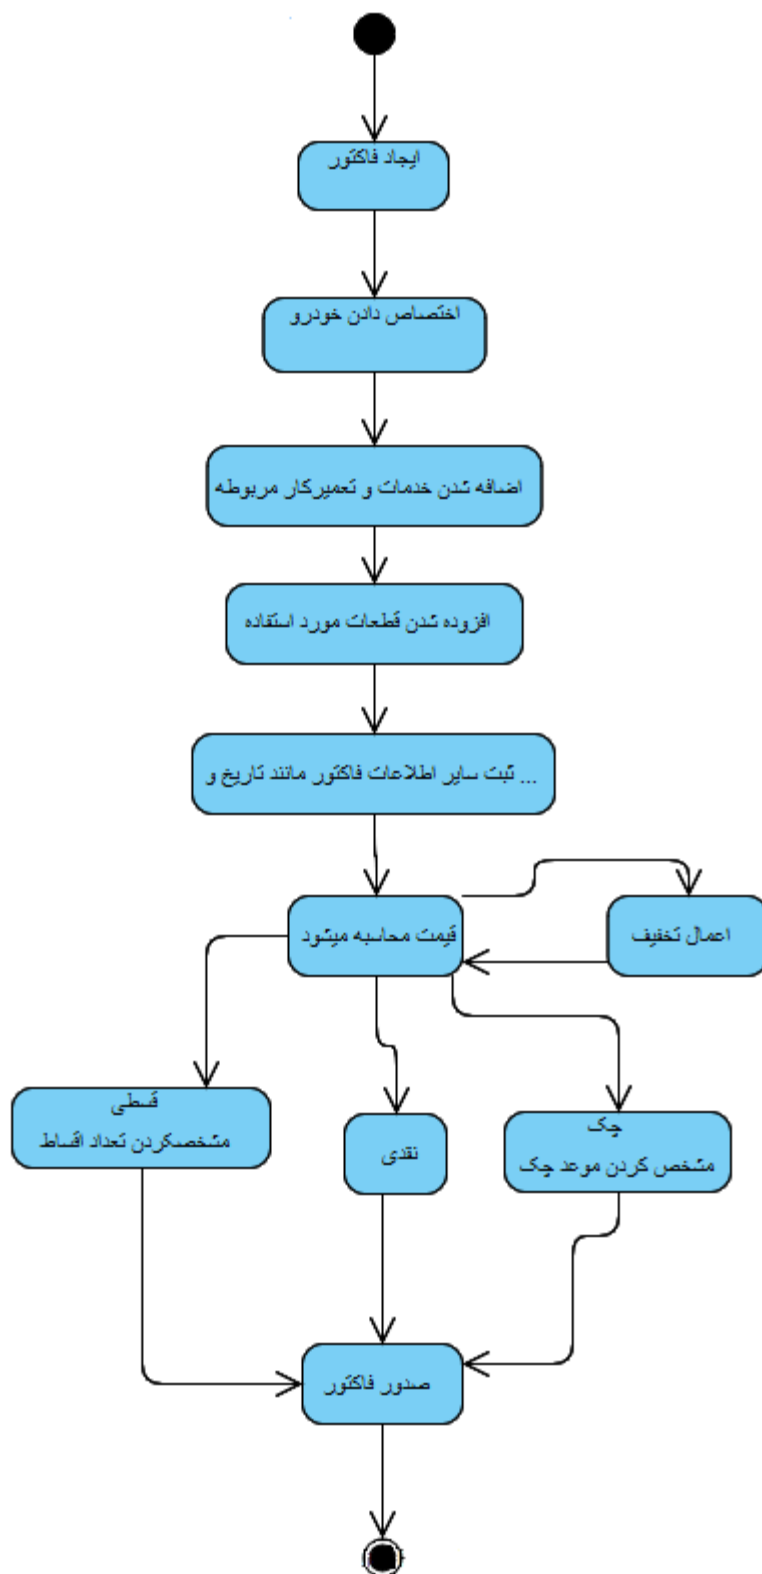 ایجاد فاکتور
اختصاص دادن خودرو
اضافه شدن خدمات و تعمیرکار مربوطه
افزوده شدن قطعات مورد استفاده
ثبت سایر اطلاعات فاکتور مانند تاریخ و ...
قیمت محاسبه میشود
اعمال تخفیف
قسطی
مشخصکردن تعداد اقساط
نقدی
چک
مشخص کردن موعد چک
صدور فاکتور